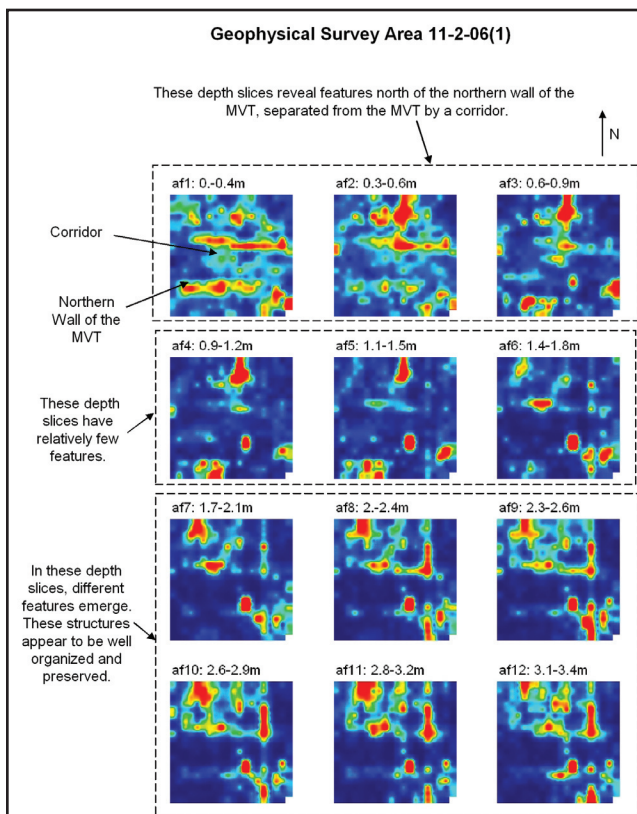 Geophysical Survey Area 11-2-06(1)
These depth slices reveal features north of the northern wall of the
MVT, separated from the MVT by a corridor.
N
af1: 0.-0.4m
af2: 0.3-0.6m
af3: 0.6-0.9m
Corridor
Northern
Wall of the
MVT
af4: 0.9-1.2m
af5: 1.1-1.5m
af6: 1.4-1.8m
These depth
slices have
relatively few
features.
af7: 1.7-2.1m
af8: 2.-2.4m
af9: 2.3-2.6m
In these depth
slices, different
features emerge.
These structures
appear to be well
organized and
preserved.
af10: 2.6-2.9m
af11: 2.8-3.2m
af12: 3.1-3.4m